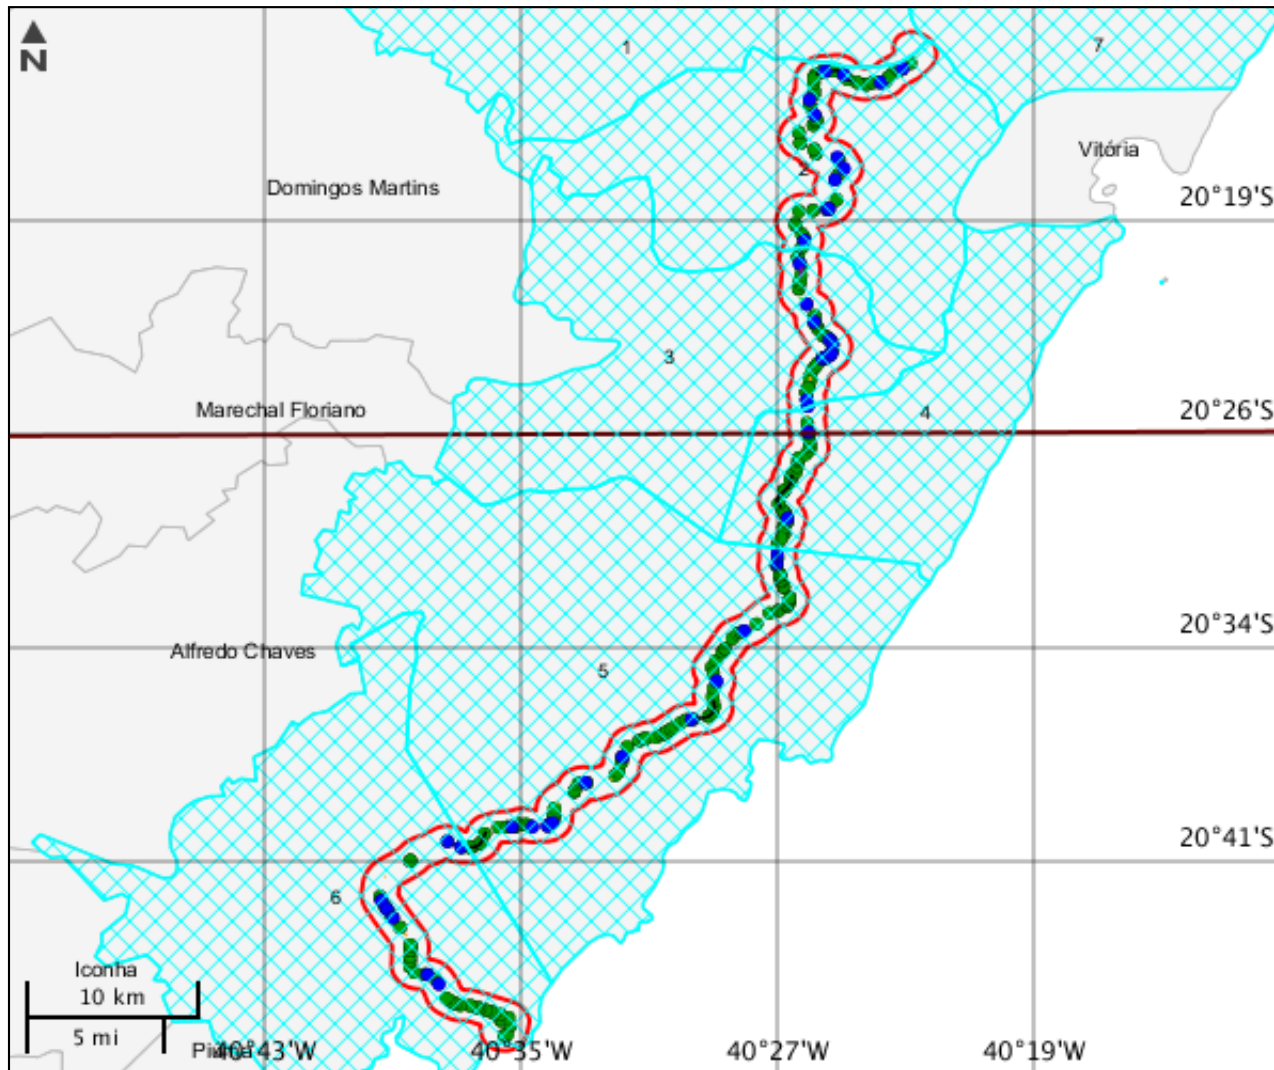 1
7
N
Vitória
2
Domingos Martins
20°19'S
3
Marechal Floriano
4
20°26'S
20°34'S
Alfredo Chaves
5
20°41'S
6
Iconha
10 km
5 mi
40°43'W
40°35'W
40°27'W
40°19'W